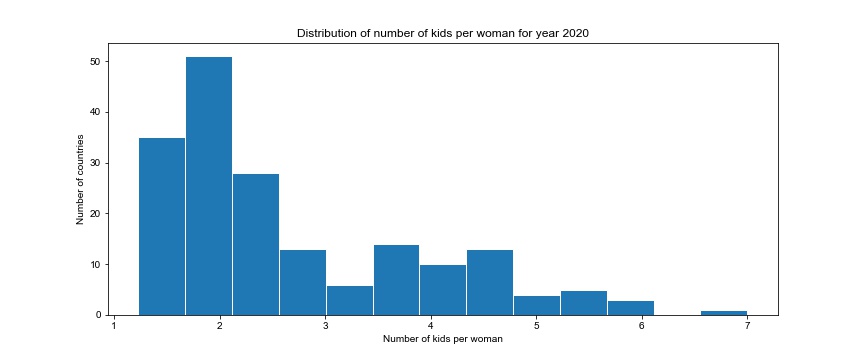 Distribution of number of kids per woman for year 2020
50
40
30
20
10
0
Number of countries
1 2 3 4 5 6 7
Number of kids per woman